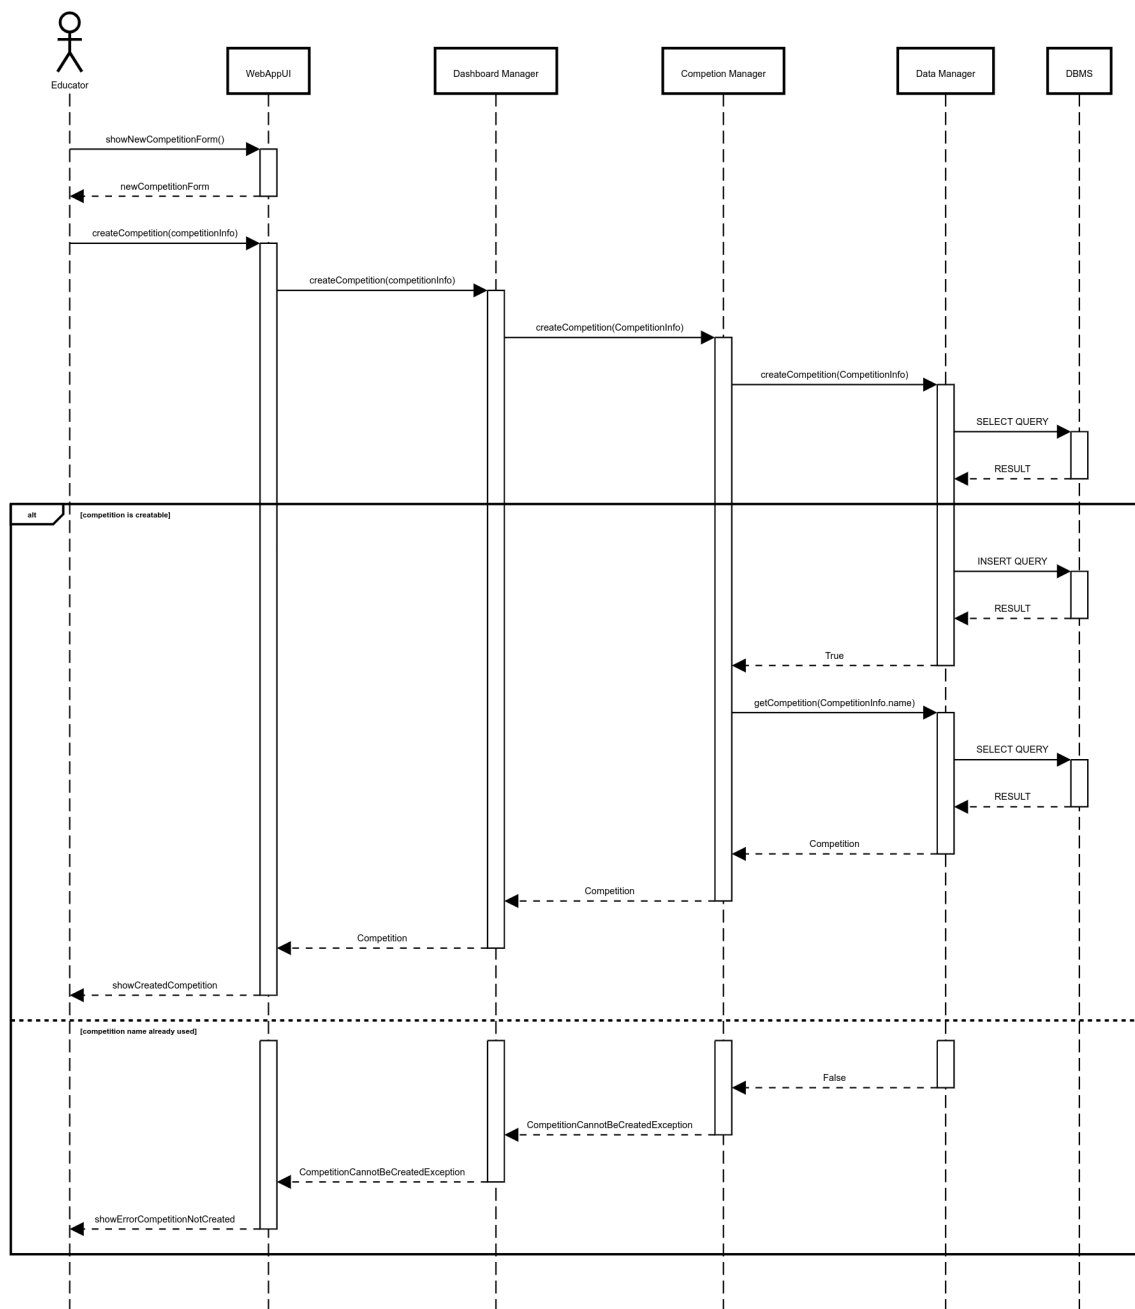 Educator
WebAppUI
Dashboard Manager
Competion Manager
Data Manager
DBMS
showNewCompetitionForm()
newCompetitionForm
createCompetition(competitionInfo)
createCompetition(competitionInfo)
createCompetition(CompetitionInfo)
createCompetition(CompetitionInfo)
SELECT QUERY
RESULT
alt [competition is creatable]
INSERT QUERY
RESULT
True
getCompetition(CompetitionInfo.name)
SELECT QUERY
RESULT
Competition
Competition
Competition
showCreatedCompetition
[competition name already used]
False
CompetitionCannotBeCreatedException
CompetitionCannotBeCreatedException
showErrorCompetitionNotCreated